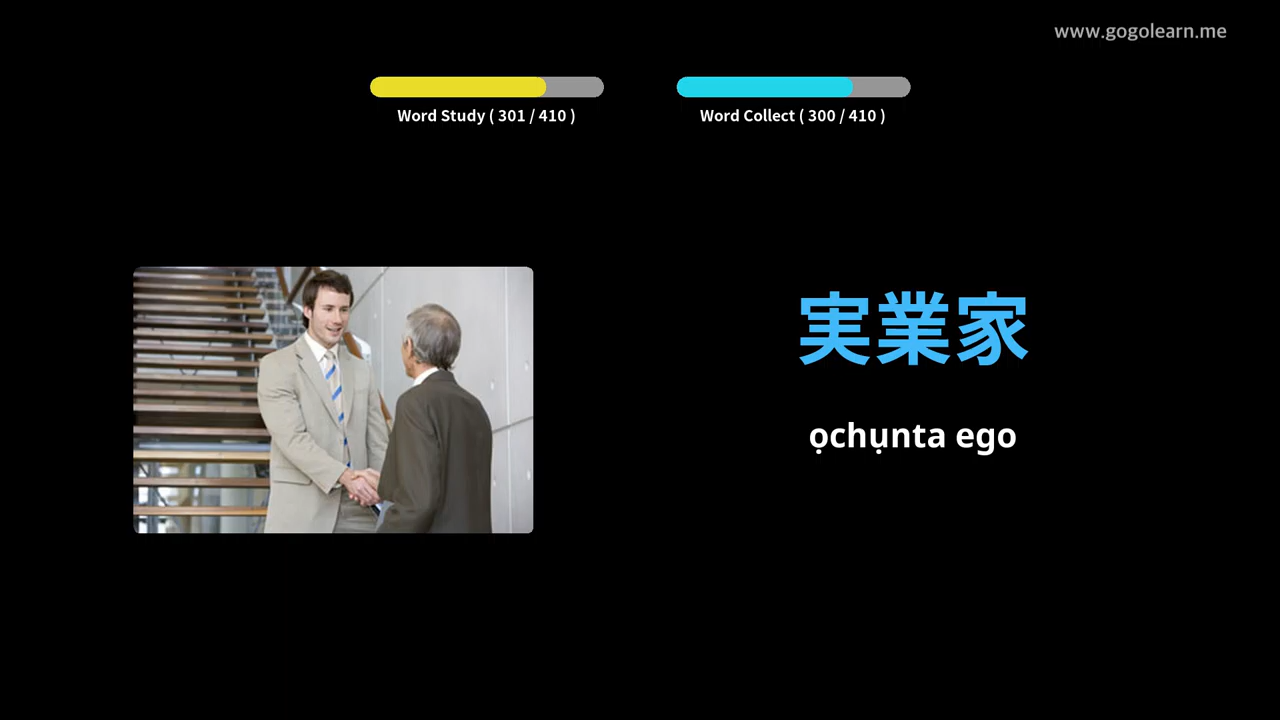 www.gogolearn.me
Word Study ( 301 / 410 )
Word Collect ( 300 / 410 )
実業家
ọchụnta ego